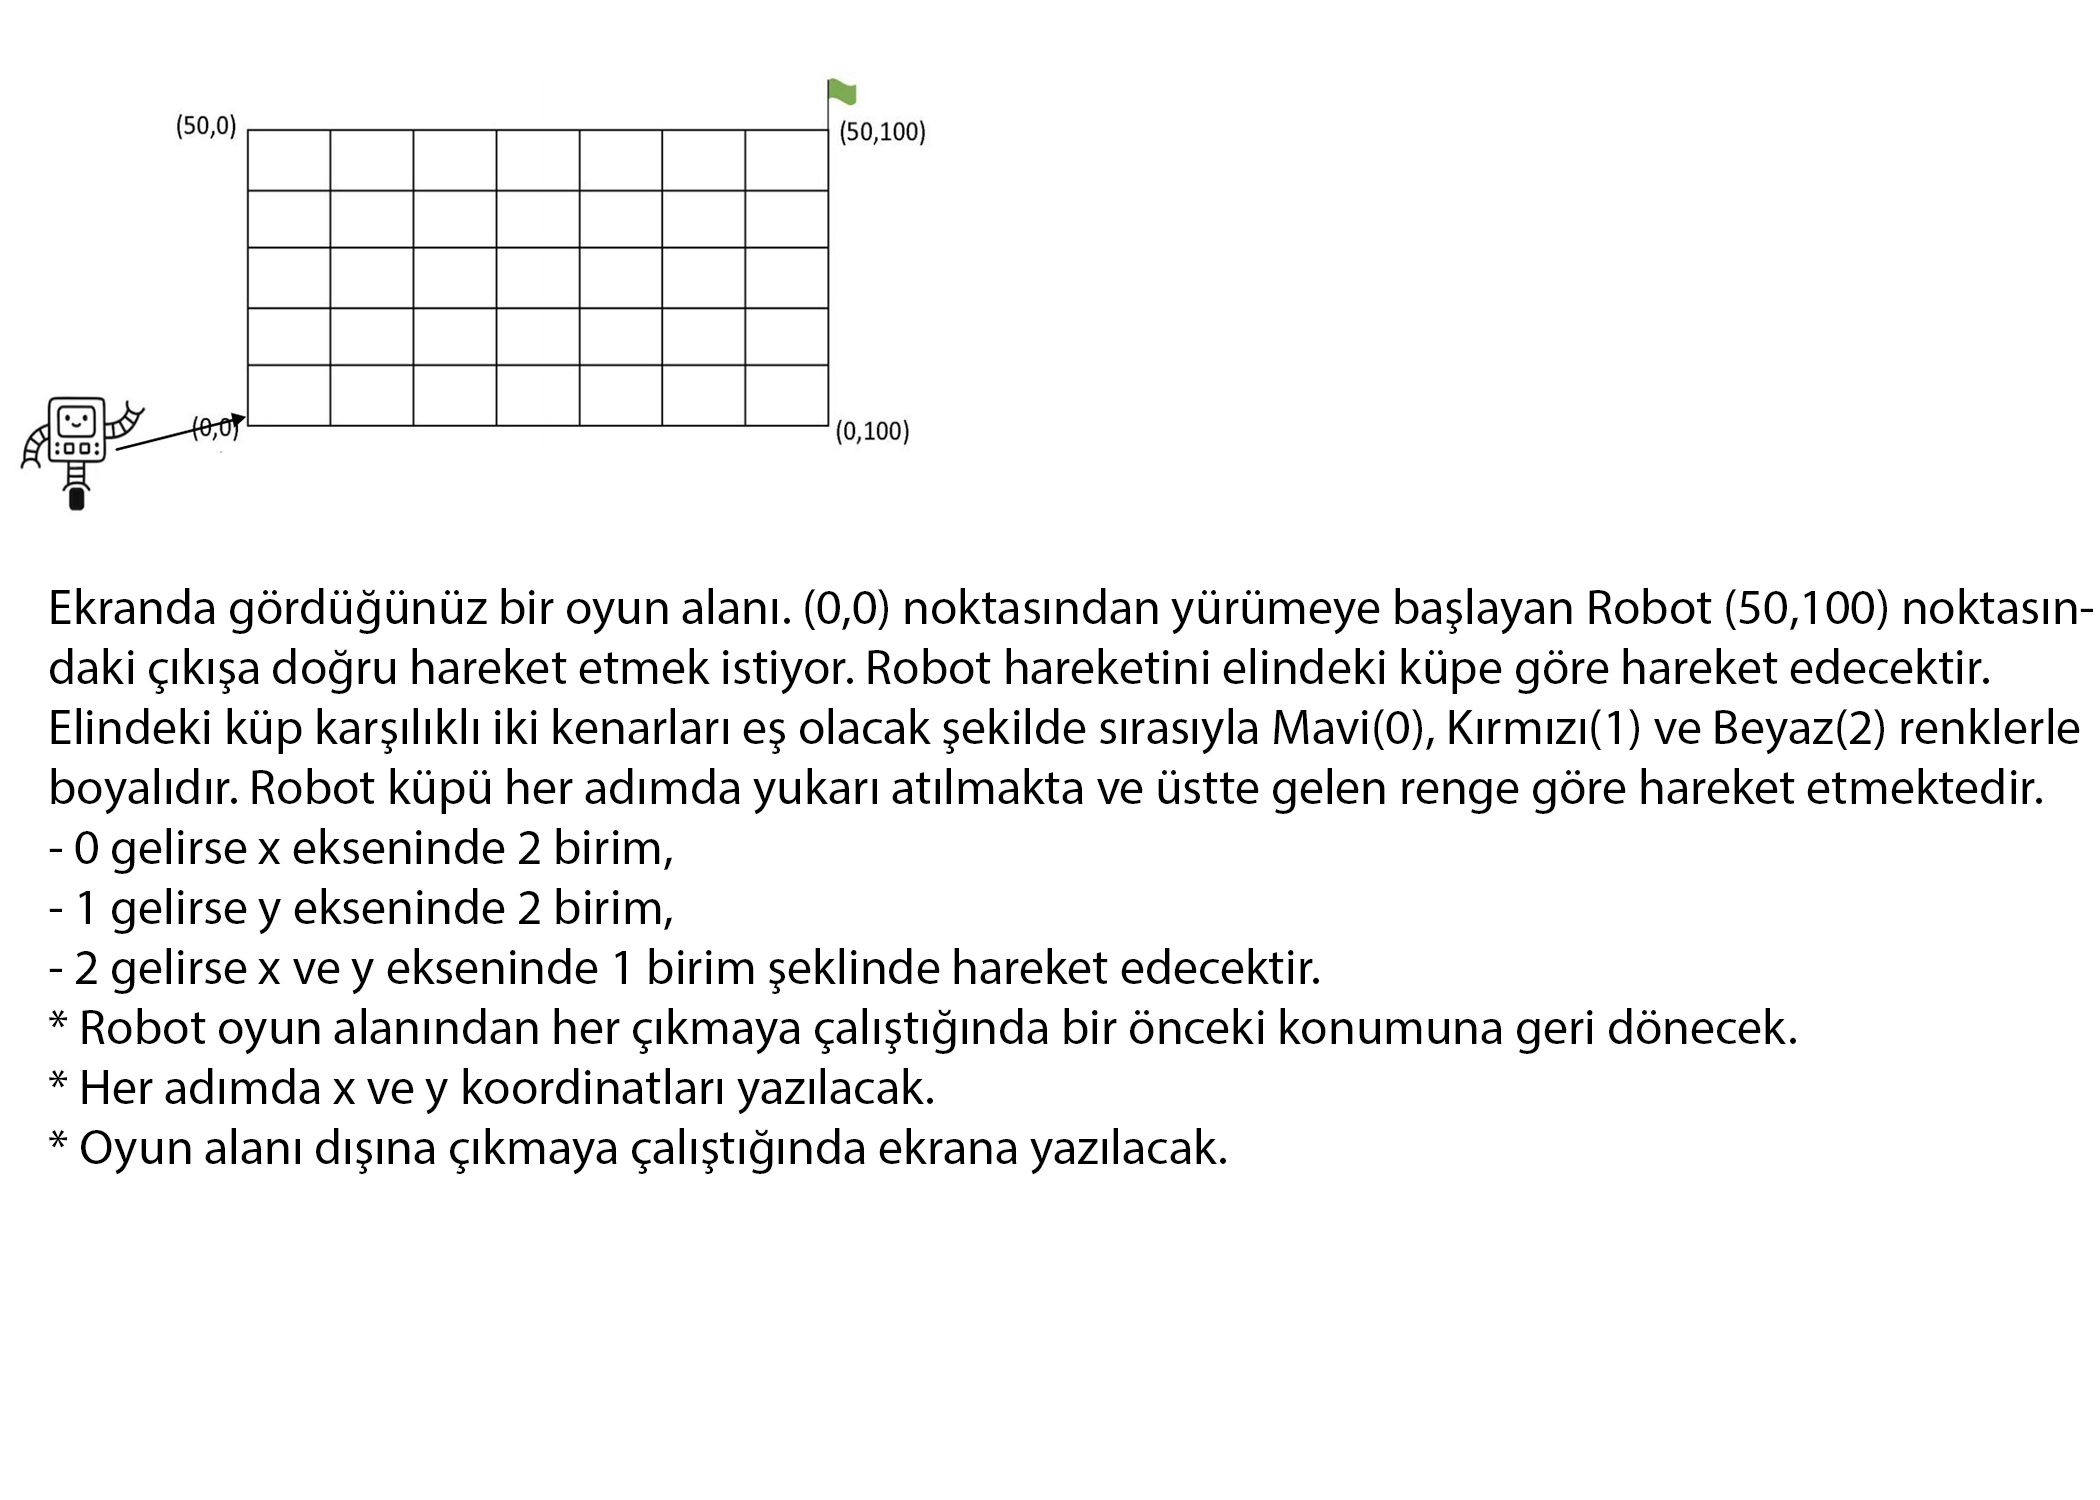 (50,0)
(50,100)
(0,0)
(0,100)
Ekranda gördüğünüz bir oyun alanı. (0,0) noktasından yürümeye başlayan Robot (50,100) noktasın-
daki çıkışa doğru hareket etmek istiyor. Robot hareketini elindeki küpe göre hareket edecektir.
Elindeki küp karşılıklı iki kenarları eş olacak şekilde sırasıyla Mavi(0), Kırmızı(1) ve Beyaz(2) renklerle
boyalıdır. Robot küpü her adımda yukarı atılmakta ve üstte gelen renge göre hareket etmektedir.
- 0 gelirse x ekseninde 2 birim,
- 1 gelirse y ekseninde 2 birim,
- 2 gelirse x ve y ekseninde 1 birim şeklinde hareket edecektir.
* Robot oyun alanından her çıkmaya çalıştığında bir önceki konumuna geri dönecek.
* Her adımda x ve y koordinatları yazılacak.
* Oyun alanı dışına çıkmaya çalıştığında ekrana yazılacak.